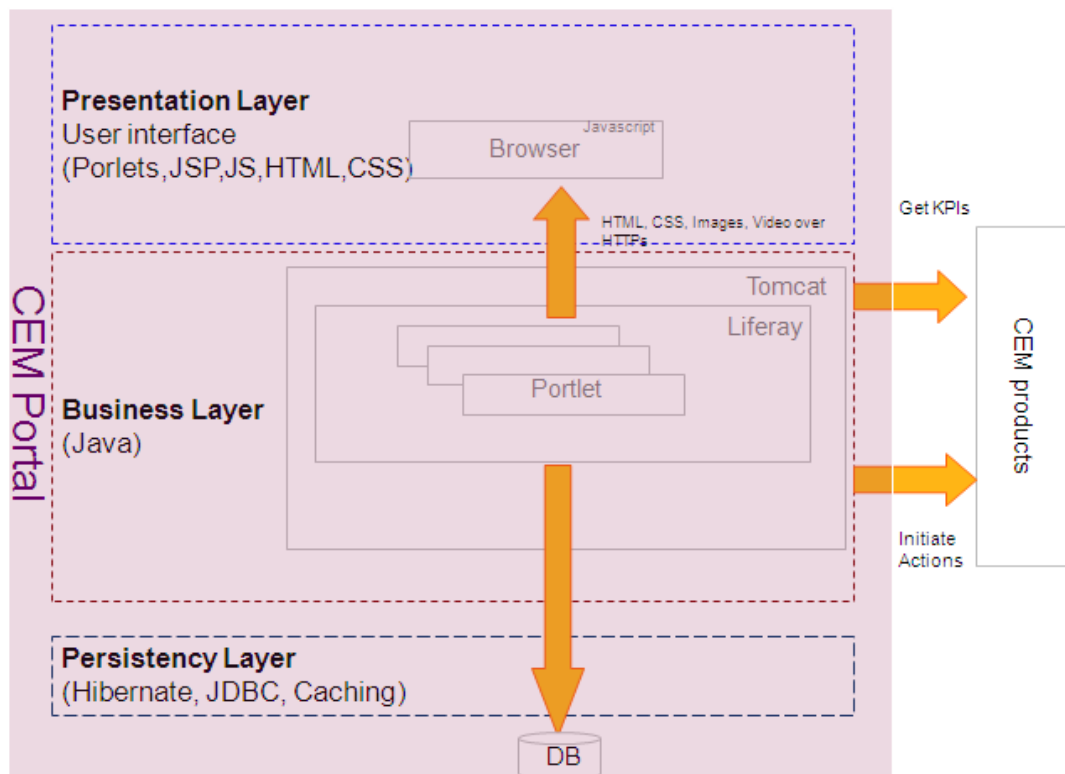 Presentation Layer
User interface
(Porlets,JSP,JS,HTML,CSS)
Javascript
Browser
HTML, CSS, Images, Video over
HTTPs
Get KPIs
CEM Portal
Tomcat
Liferay
Portlet
Business Layer
(Java)
CEM products
Initiate
Actions
Persistency Layer
(Hibernate, JDBC, Caching)
DB